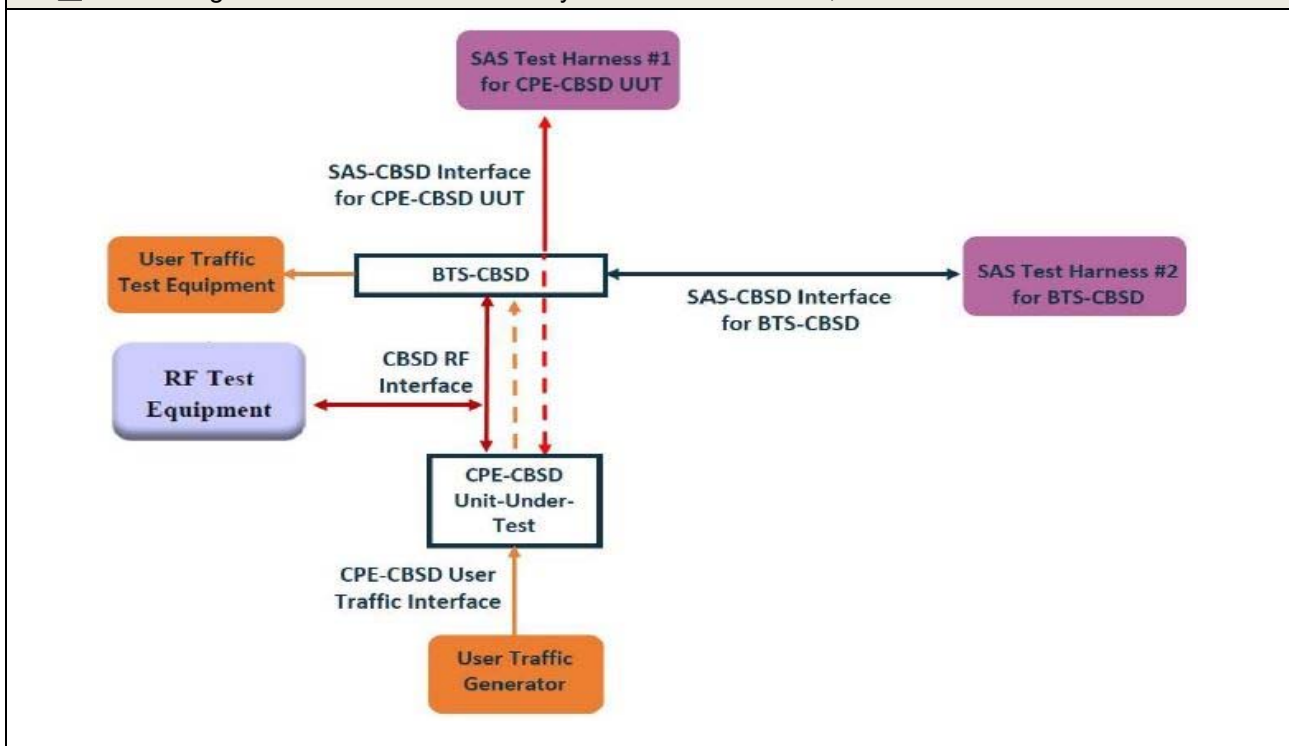 SAS Test Harness #1
for CPE-CBSD UUT
SAS-CBSD Interface
for CPE-CBSD UUT
User Traffic
Test Equipment
BTS-CBSD
SAS Test Harness #2
for BTS-CBSD
SAS-CBSD Interface
for BTS-CBSD
CBSD RF
Interface
RF Test
Equipment
CPE-CBSD
Unit-Under-
Test
CPE-CBSD User
Traffic Interface
User Traffic
Generator